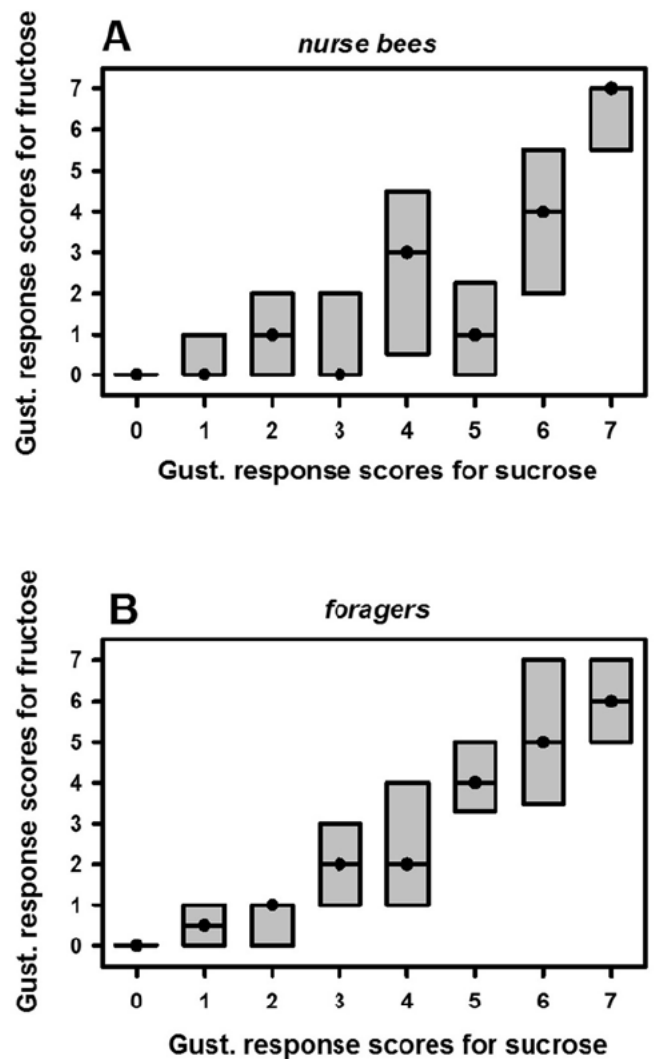 A
nurse bees
Gust. response scores for fructose
7
6
5
4
3
2
1
0
0 1 2 3 4 5 6 7
Gust. response scores for sucrose
B
foragers
Gust. response scores for fructose
7
6
5
4
3
2
1
0
0 1 2 3 4 5 6 7
Gust. response scores for sucrose